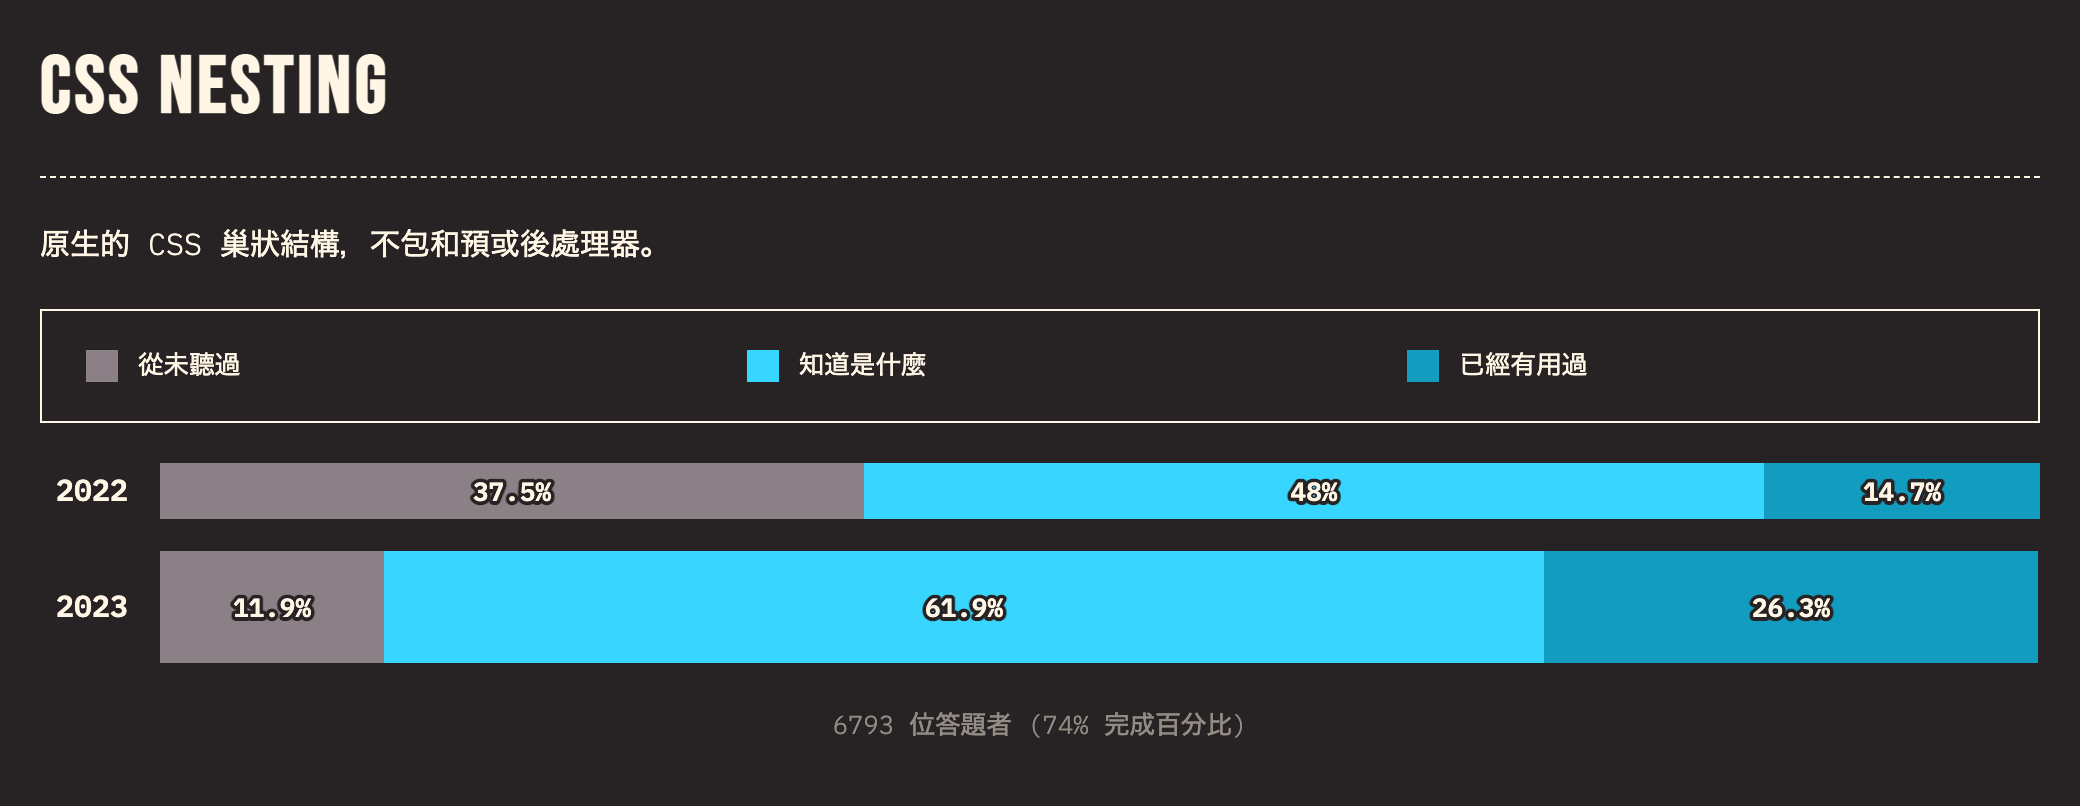 CSS NESTING
原生的 CSS 巢狀結構，不包和預或後處理器。
從未聽過
知道是什麼
已經有用過
2022 37.5% 48% 14.7%
2023 11.9% 61.9% 26.3%
6793 位答題者 (74% 完成百分比)